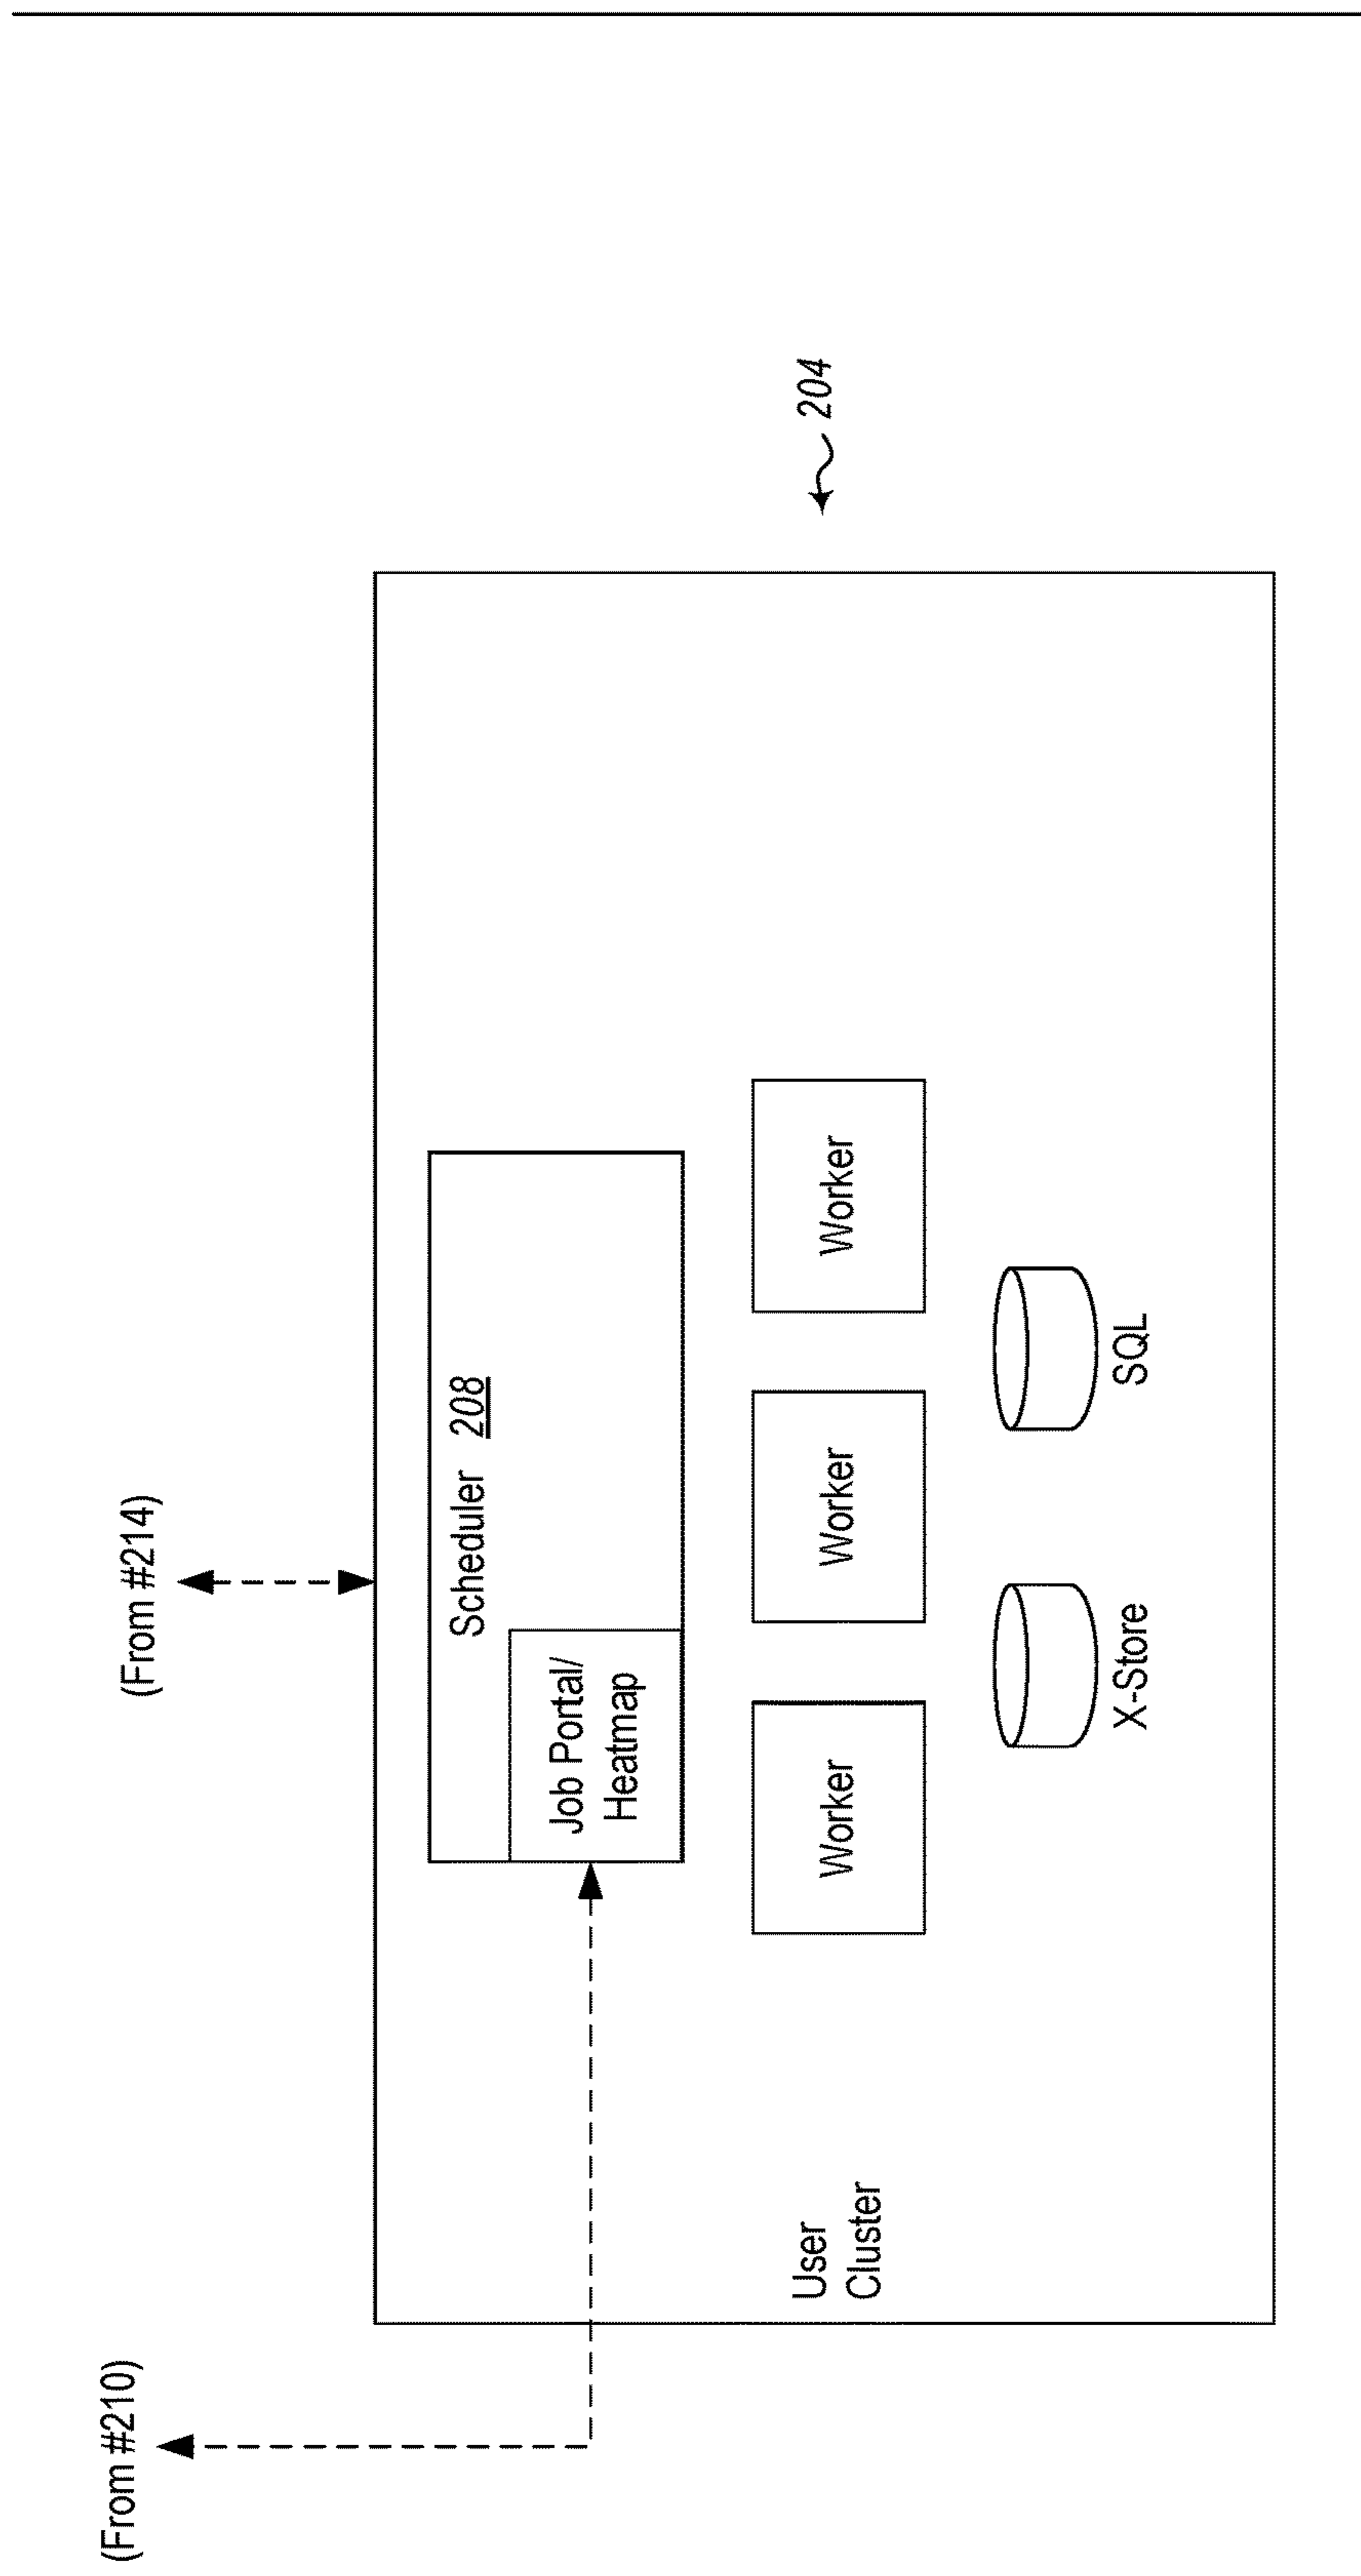 (From #210)
(From #214)
Scheduler 208
Job Portal/
Heatmap
User
Cluster
Worker
Worker
Worker
204
X-Store
SQL